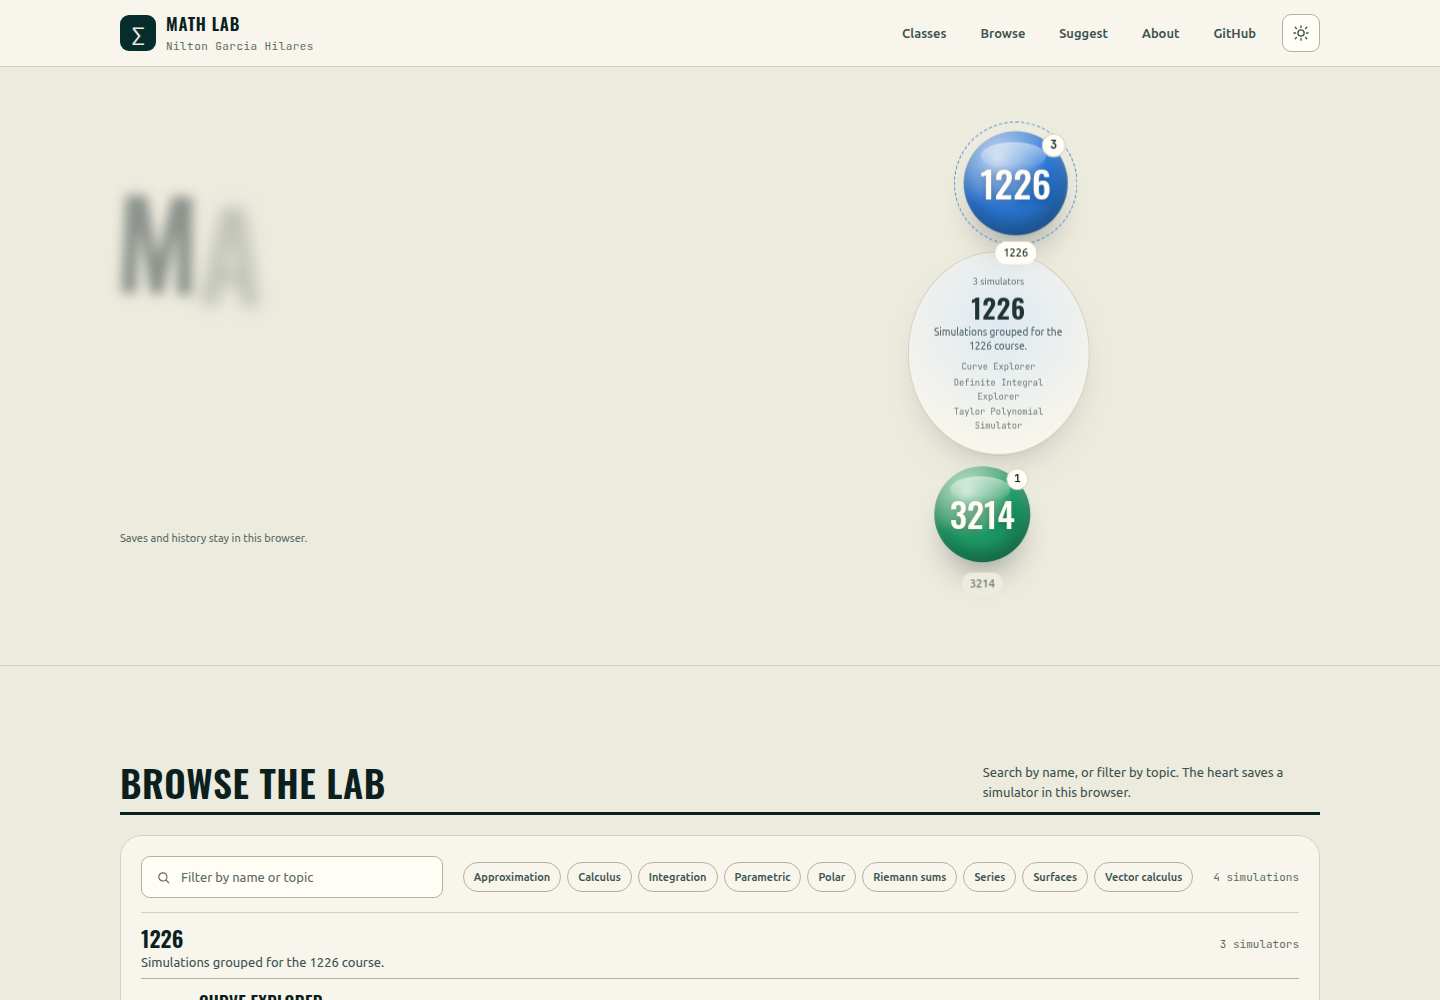 ∑
MATH LAB
Nilton Garcia Hilares
Classes
Browse
Suggest
About
GitHub
MA
Saves and history stay in this browser.
3
1226
1226
3 simulators
1226
Simulations grouped for the
1226 course.
Curve Explorer
Definite Integral
Explorer
Taylor Polynomial
Simulator
1
3214
3214
BROWSE THE LAB
Search by name, or filter by topic. The heart saves a
simulator in this browser.
Filter by name or topic
Approximation
Calculus
Integration
Parametric
Polar
Riemann sums
Series
Surfaces
Vector calculus
4 simulations
1226
Simulations grouped for the 1226 course.
3 simulators
CURVE EXPLORER